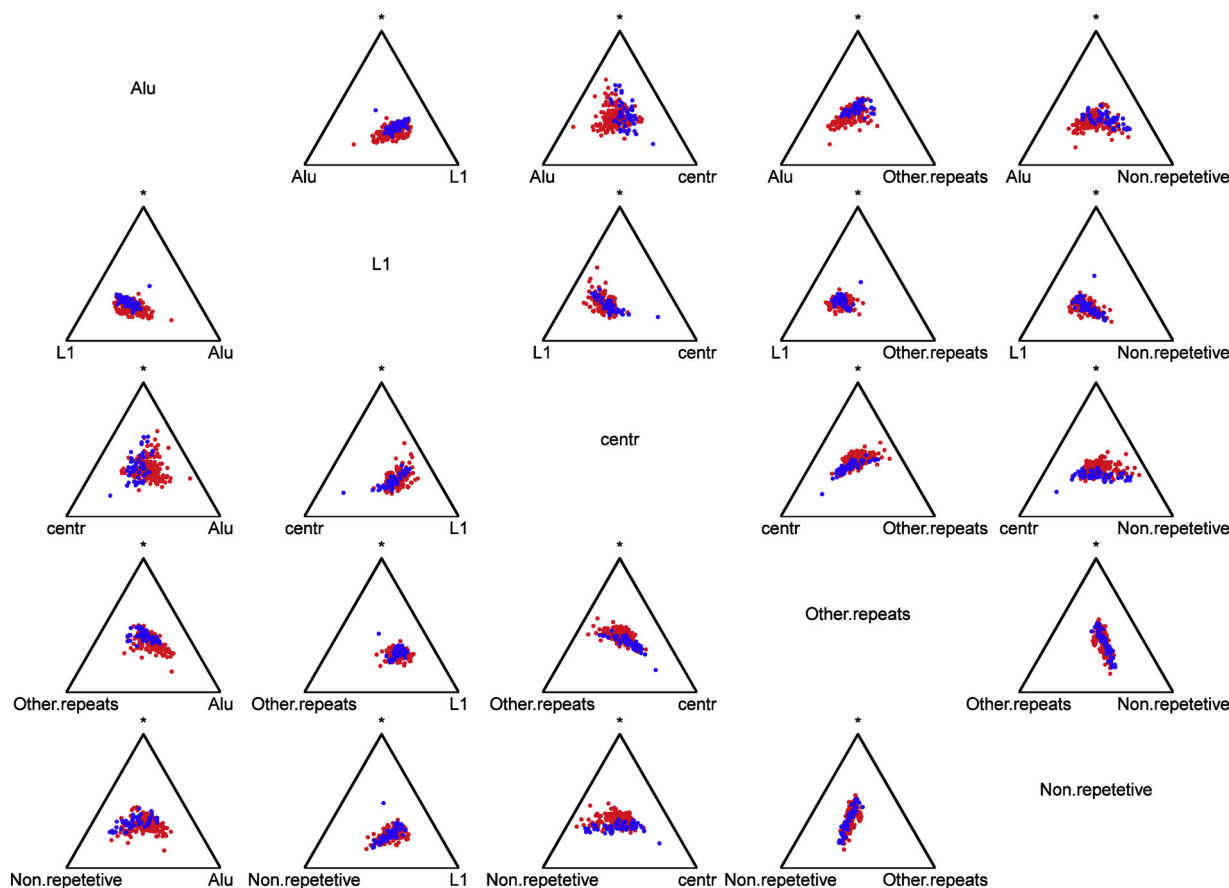 * * * *
Alu
Alu L1 Alu centr Alu Other.repeats Alu Non.repetetive
* * * *
L1
L1 Alu L1 centr L1 Other.repeats L1 Non.repetetive
* * * *
centr
centr Alu centr L1 centr Other.repeats centr Non.repetetive
* * * *
Other.repeats
Other.repeats Alu Other.repeats L1 Other.repeats centr Other.repeats Non.repetetive
* * * *
Non.repetetive
Non.repetetive Alu Non.repetetive L1 Non.repetetive centr Non.repetetive Other.repeats